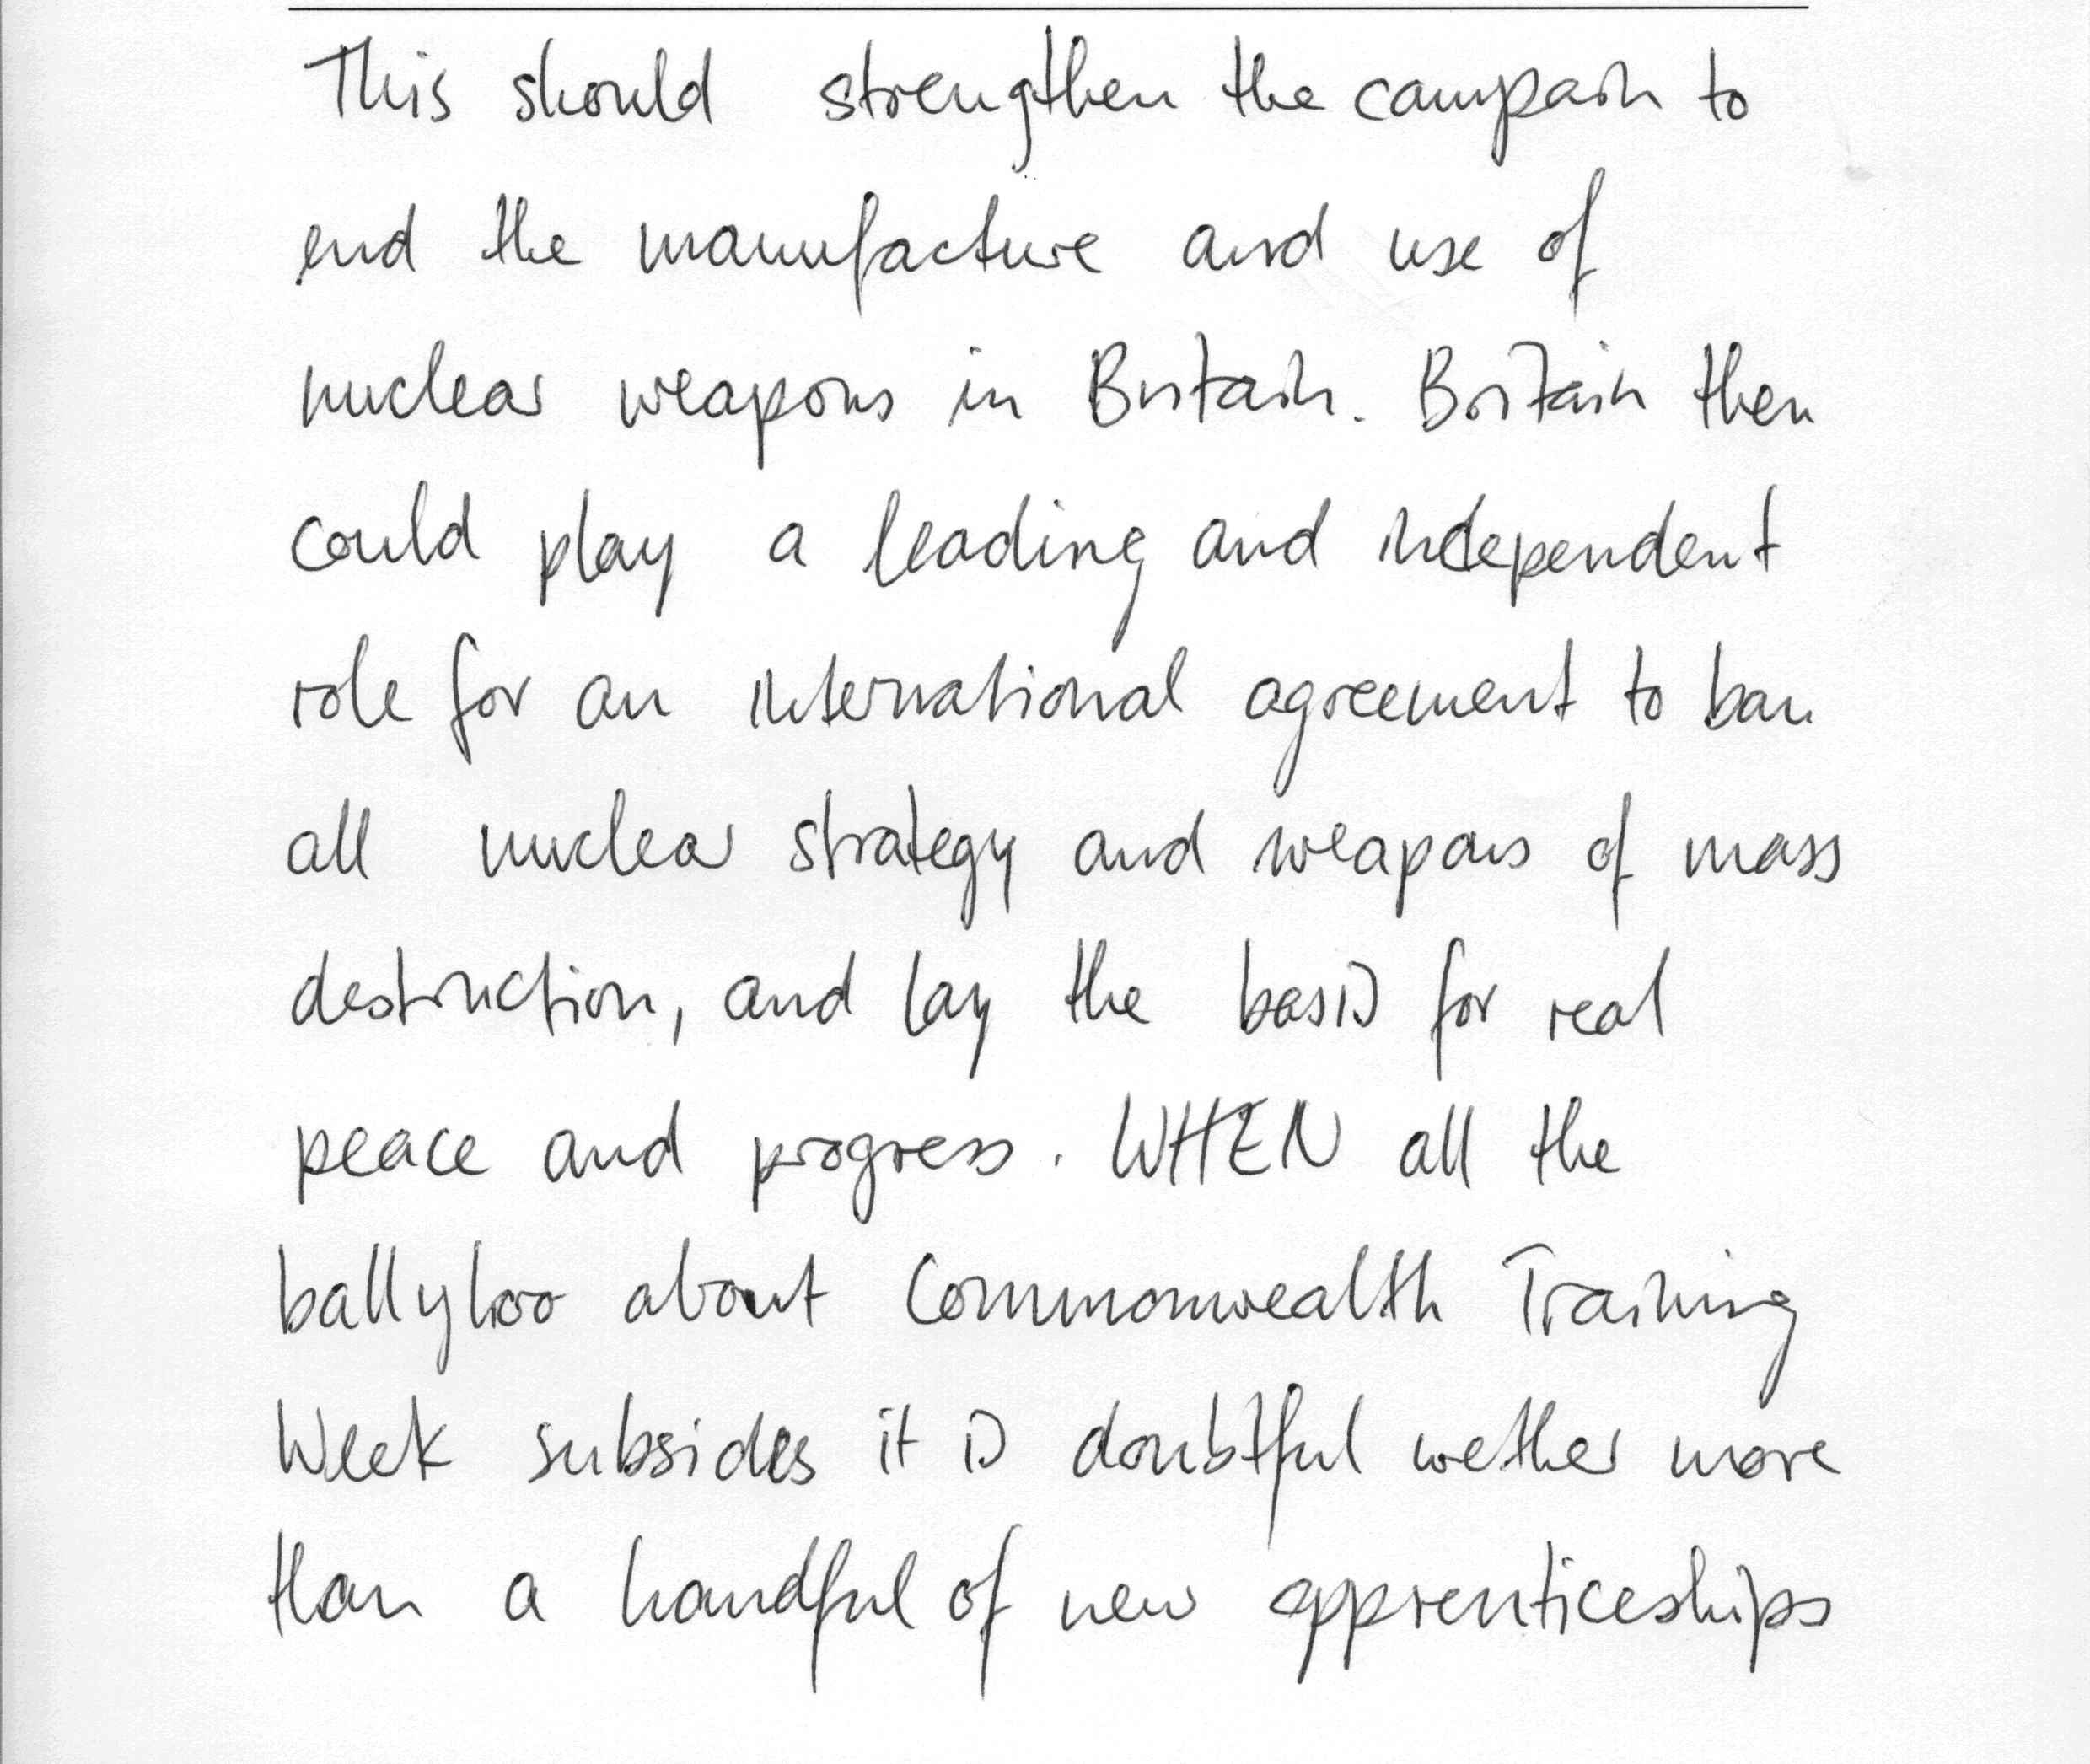 This should strengthen the campain to
end the manufacture and use of
nuclear weapons in Britain. Britain then
could play a leading and independent
role for an international agreement to ban
all nuclear strategy and weapons of mass
destruction, and lay the basis for real
peace and progress. WHEN all the
ballyhoo about Commonwealth Training
Week subsides it is doubtful wether more
than a handful of new apprenticeships